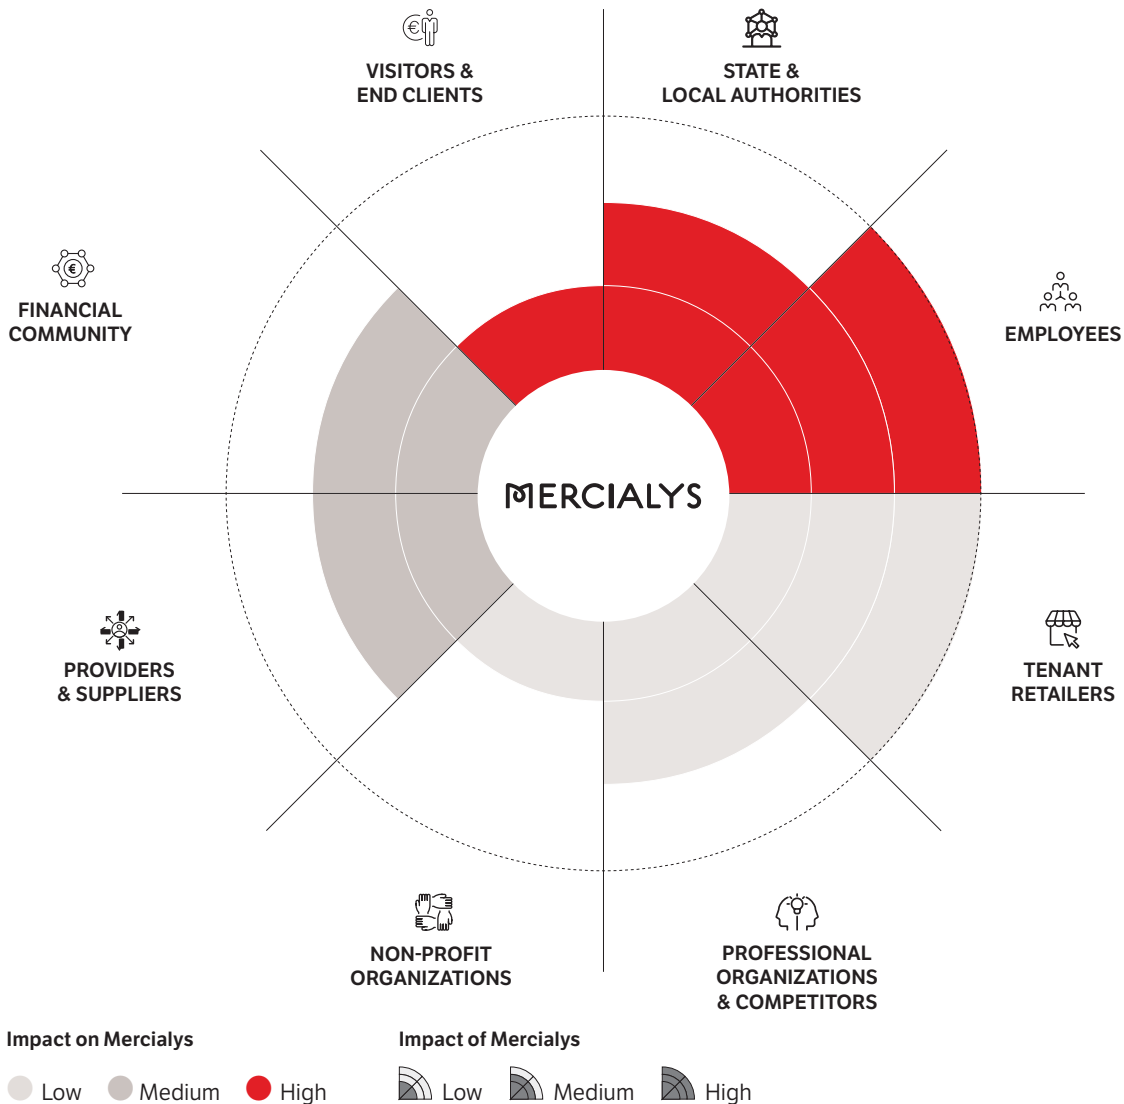 VISITORS &
END CLIENTS
STATE &
LOCAL AUTHORITIES
FINANCIAL
COMMUNITY
EMPLOYEES
MERCIALYS
PROVIDERS
& SUPPLIERS
TENANT
RETAILERS
NON-PROFIT
ORGANIZATIONS
PROFESSIONAL
ORGANIZATIONS
& COMPETITORS
Impact on Mercialys
Low Medium High
Impact of Mercialys
Low Medium High